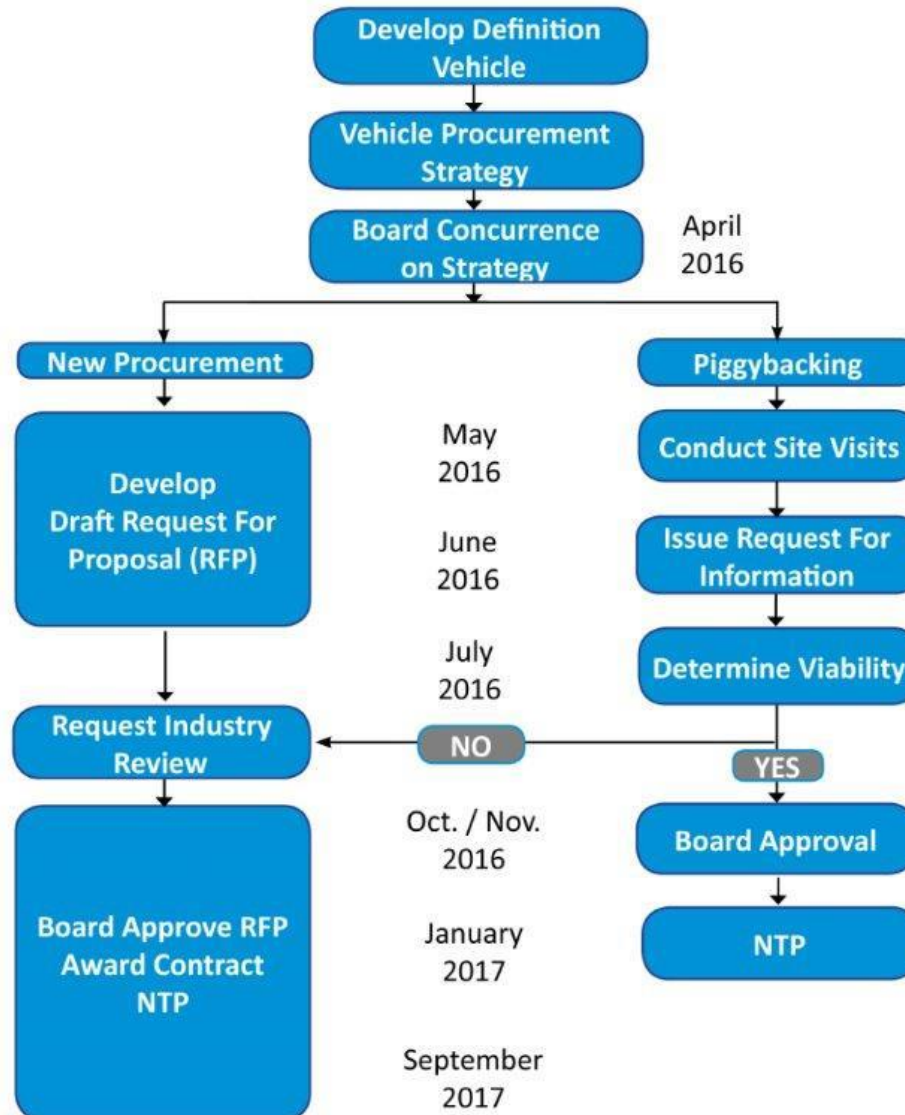 Develop Definition
Vehicle
Vehicle Procurement
Strategy
Board Concurrence
on Strategy
April
2016
New Procurement
Piggybacking
Develop
Draft Request For
Proposal (RFP)
May
2016
Conduct Site Visits
June
2016
Issue Request For
Information
July
2016
Determine Viability
Request Industry
Review
NO
YES
Oct. / Nov.
2016
Board Approval
Board Approve RFP
Award Contract
NTP
January
2017
NTP
September
2017